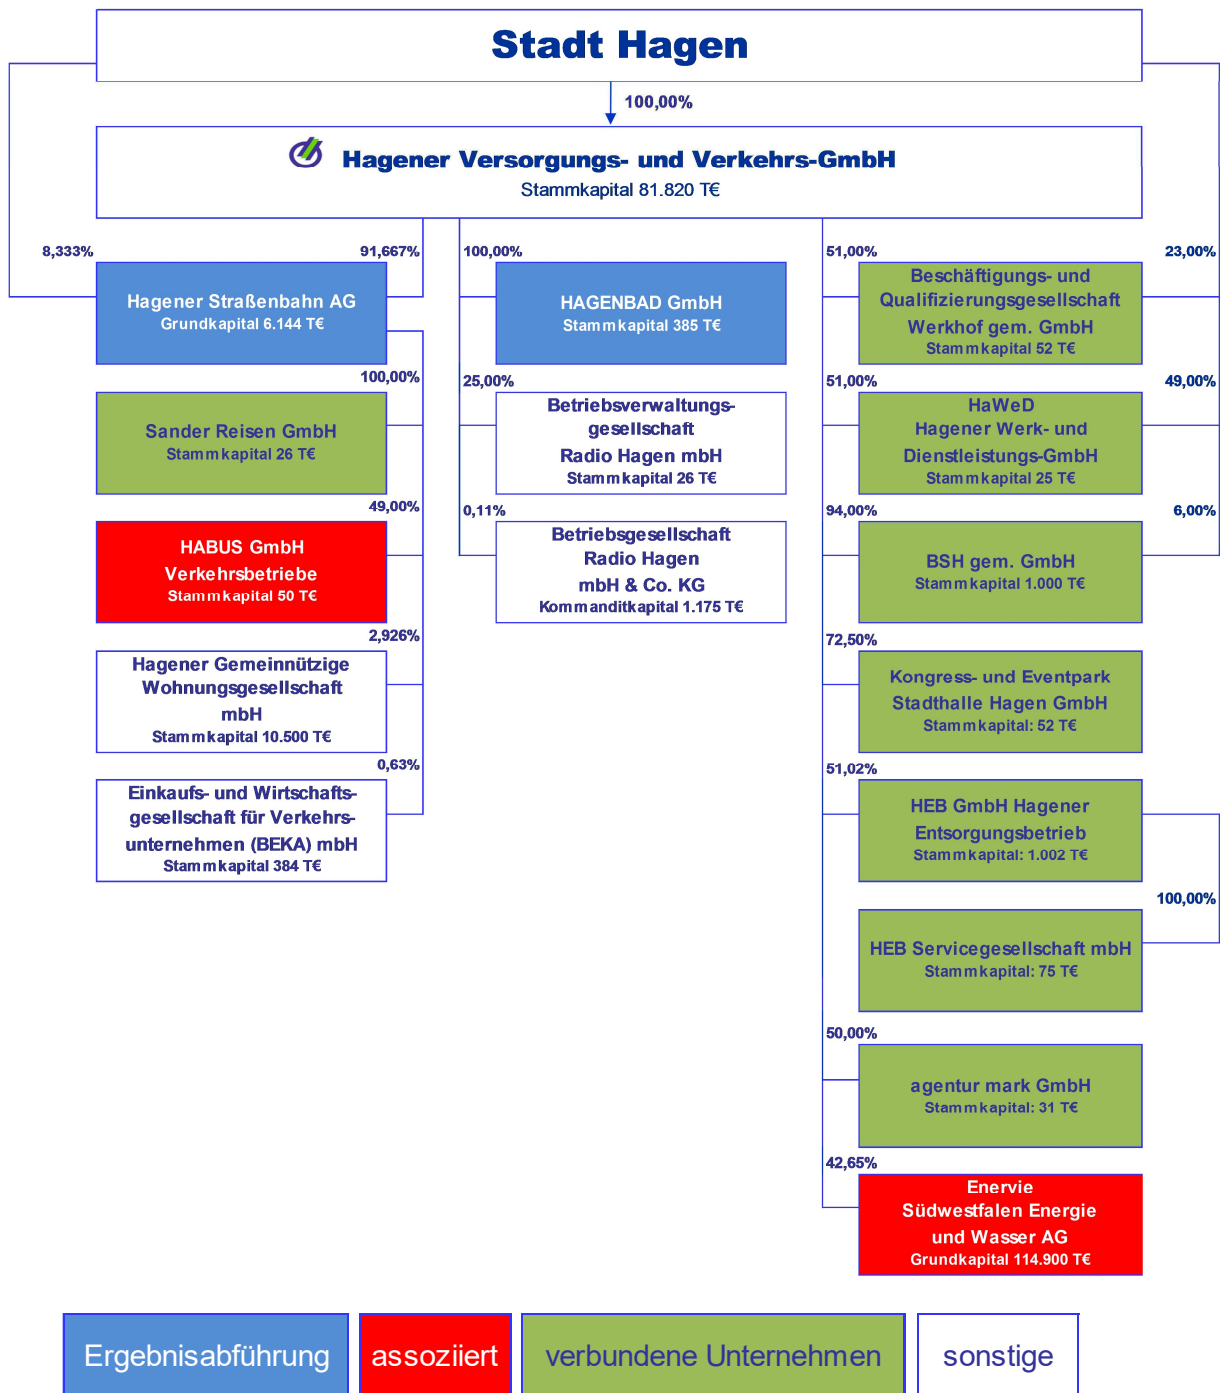 Stadt Hagen
100,00%
Hagener Versorgungs- und Verkehrs-GmbH
Stammkapital 81.820 T€
8,333%
91,667%
Hagener Straßenbahn AG
Grundkapital 6.144 T€
100,00%
Sander Reisen GmbH
Stammkapital 26 T€
49,00%
HABUS GmbH
Verkehrsbetriebe
Stammkapital 50 T€
2,926%
Hagener Gemeinnützige
Wohnungsgesellschaft
mbH
Stammkapital 10.500 T€
0,63%
Einkaufs- und Wirtschafts-
gesellschaft für Verkehrs-
unternehmen (BEKA) mbH
Stammkapital 384 T€
100,00%
HAGENBAD GmbH
Stammkapital 385 T€
25,00%
Betriebsverwaltungs-
gesellschaft
Radio Hagen mbH
Stammkapital 26 T€
0,11%
Betriebsgesellschaft
Radio Hagen
mbH & Co. KG
Kommanditkapital 1.175 T€
51,00%
23,00%
Beschäftigungs- und
Qualifizierungsgesellschaft
Werkhof gem. GmbH
Stammkapital 52 T€
51,00%
49,00%
HaWeD
Hagener Werk- und
Dienstleistungs-GmbH
Stammkapital 25 T€
94,00%
6,00%
BSH gem. GmbH
Stammkapital 1.000 T€
72,50%
Kongress- und Eventpark
Stadthalle Hagen GmbH
Stammkapital: 52 T€
51,02%
HEB GmbH Hagener
Entsorgungsbetrieb
Stammkapital: 1.002 T€
100,00%
HEB Servicegesellschaft mbH
Stammkapital: 75 T€
50,00%
agentur mark GmbH
Stammkapital: 31 T€
42,65%
Enervie
Südwestfalen Energie
und Wasser AG
Grundkapital 114.900 T€
Ergebnisabführung
assoziiert
verbundene Unternehmen
sonstige